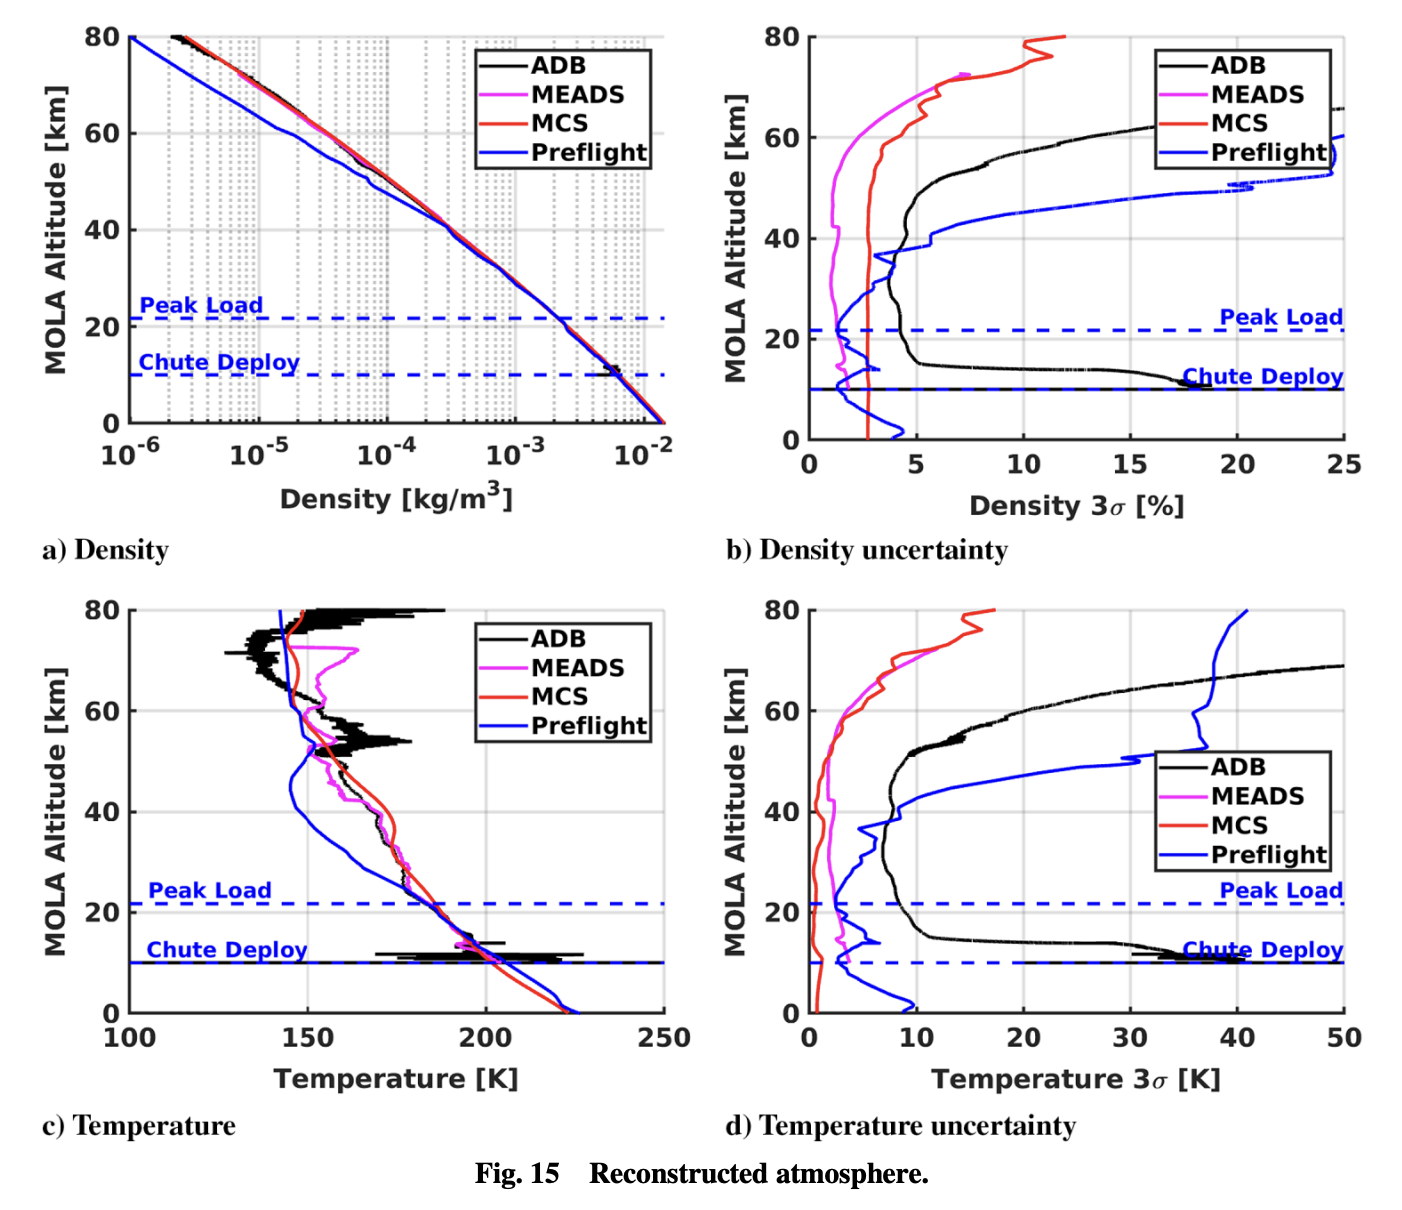 80
60
40
20
0
MOLA Altitude [km]
ADB
MEADS
MCS
Preflight
Peak Load
Chute Deploy
10-6 10-5 10-4 10-3 10-2
Density [kg/m3]
a) Density
80
60
40
20
0
MOLA Altitude [km]
ADB
MEADS
MCS
Preflight
Peak Load
Chute Deploy
0 5 10 15 20 25
Density 3σ [%]
b) Density uncertainty
80
60
40
20
0
MOLA Altitude [km]
ADB
MEADS
MCS
Preflight
Peak Load
Chute Deploy
100 150 200 250
Temperature [K]
c) Temperature
80
60
40
20
0
MOLA Altitude [km]
ADB
MEADS
MCS
Preflight
Peak Load
Chute Deploy
0 10 20 30 40 50
Temperature 3σ [K]
d) Temperature uncertainty
Fig. 15 Reconstructed atmosphere.